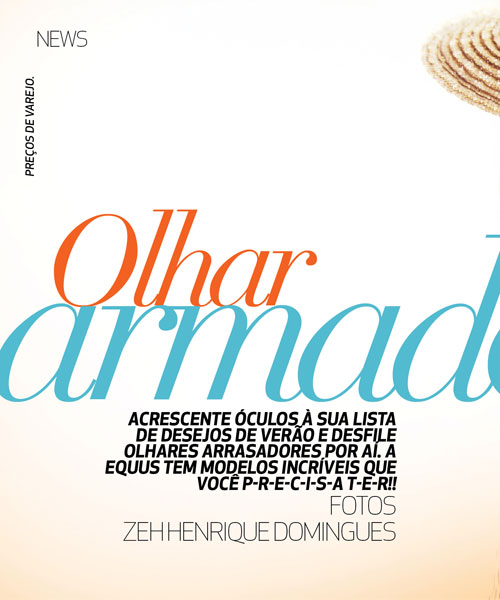 NEWS
PREÇOS DE VAREJO.
Olhar
armad
ACRESCENTE ÓCULOS À SUA LISTA
DE DESEJOS DE VERÃO E DESFILE
OLHARES ARRASADORES POR AÍ. A
EQUUS TEM MODELOS INCRÍVEIS QUE
VOCÊ P-R-E-C-I-S-A T-E-R!!
FOTOS
ZEH HENRIQUE DOMINGUES